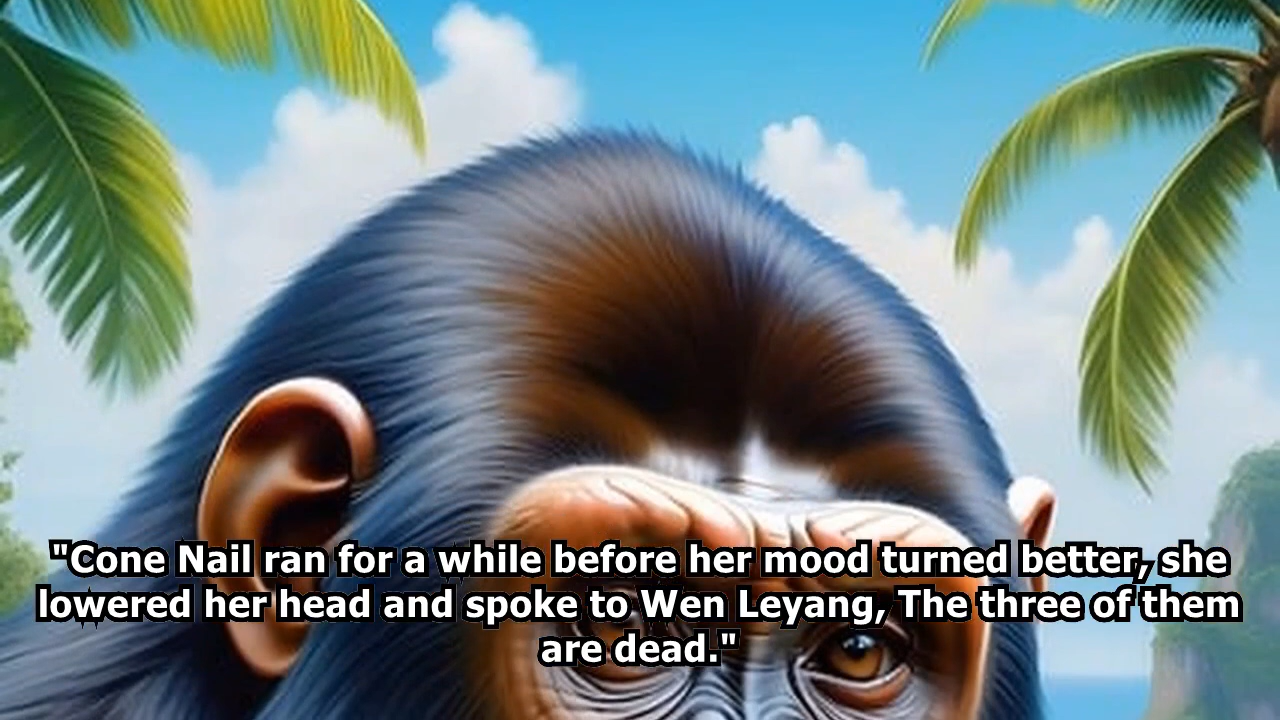 "Cone Nail ran for a while before her mood turned better, she
lowered her head and spoke to Wen Leyang, The three of them
are dead."